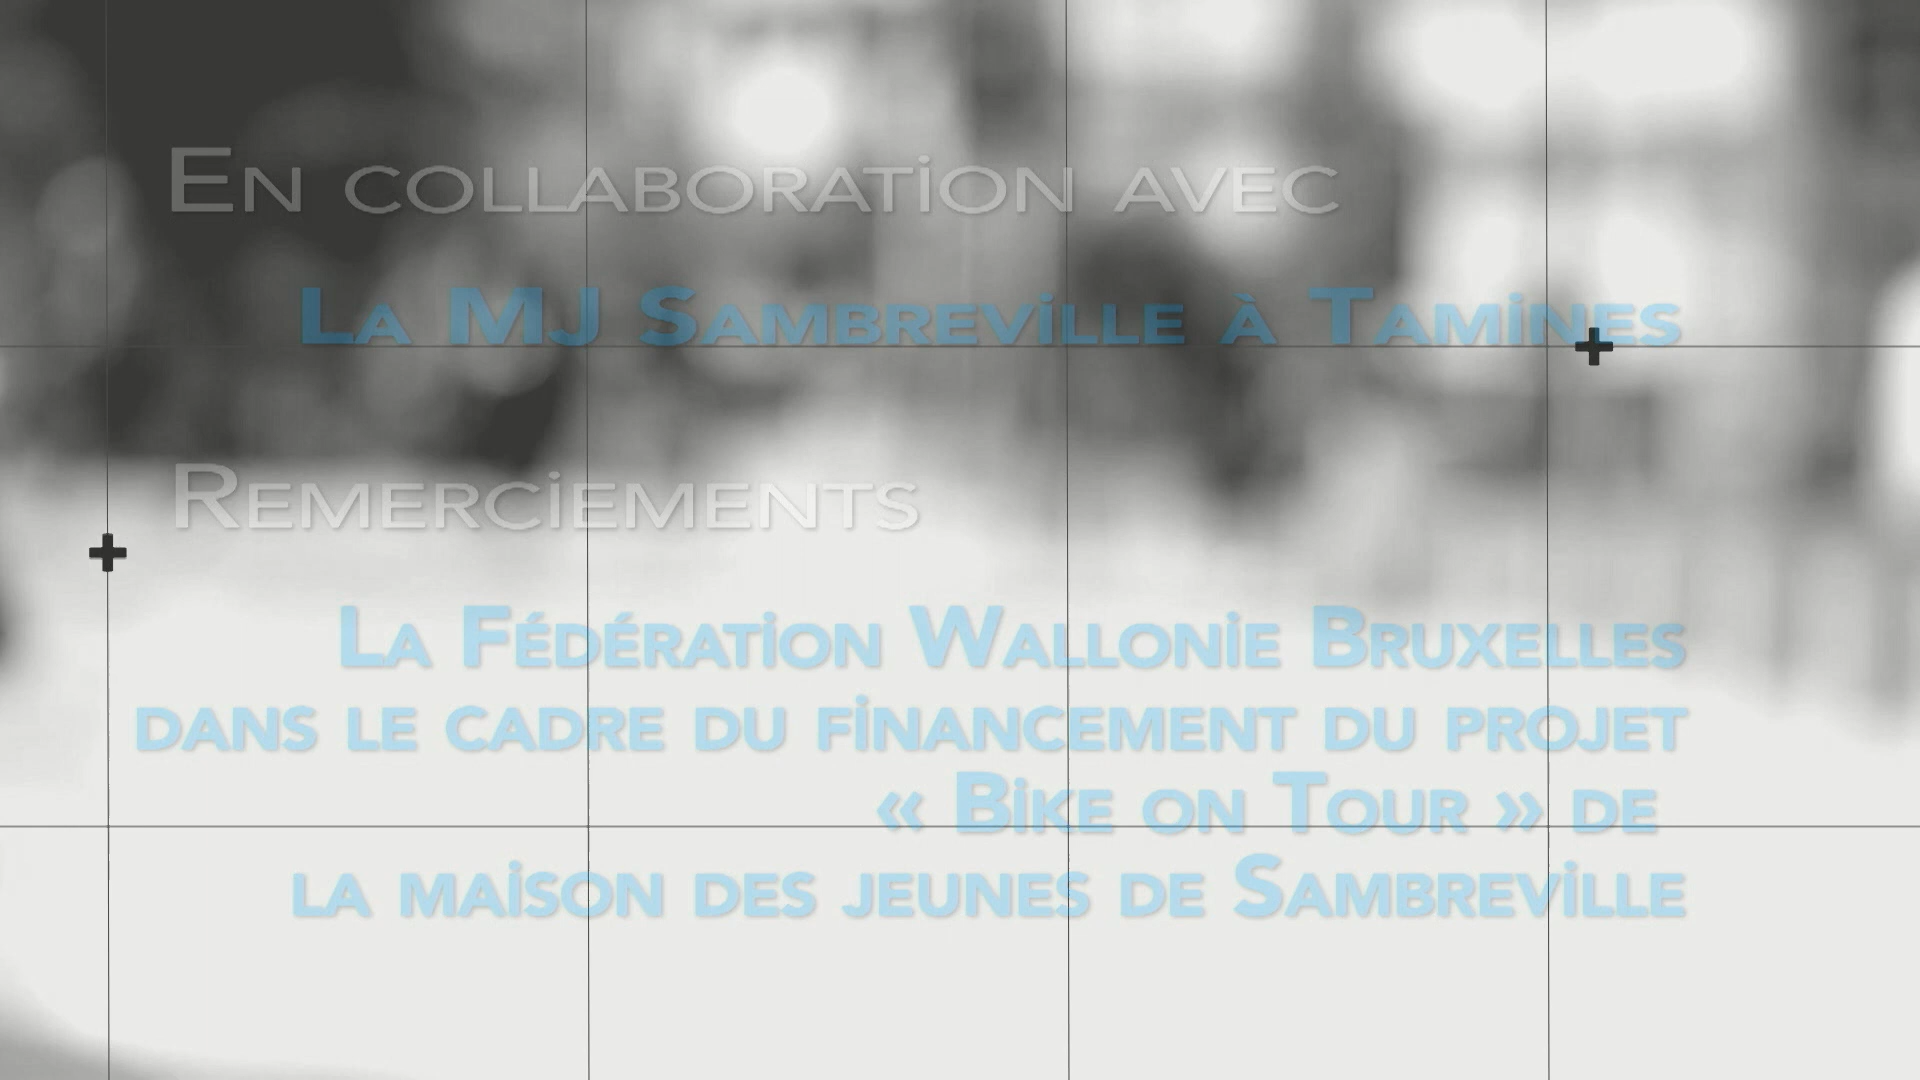 En collaboration avec
La MJ Sambreville à Tamines
Remerciements
La Fédération Wallonie Bruxelles
dans le cadre du financement du projet
« Bike on Tour » de
la maison des jeunes de Sambreville